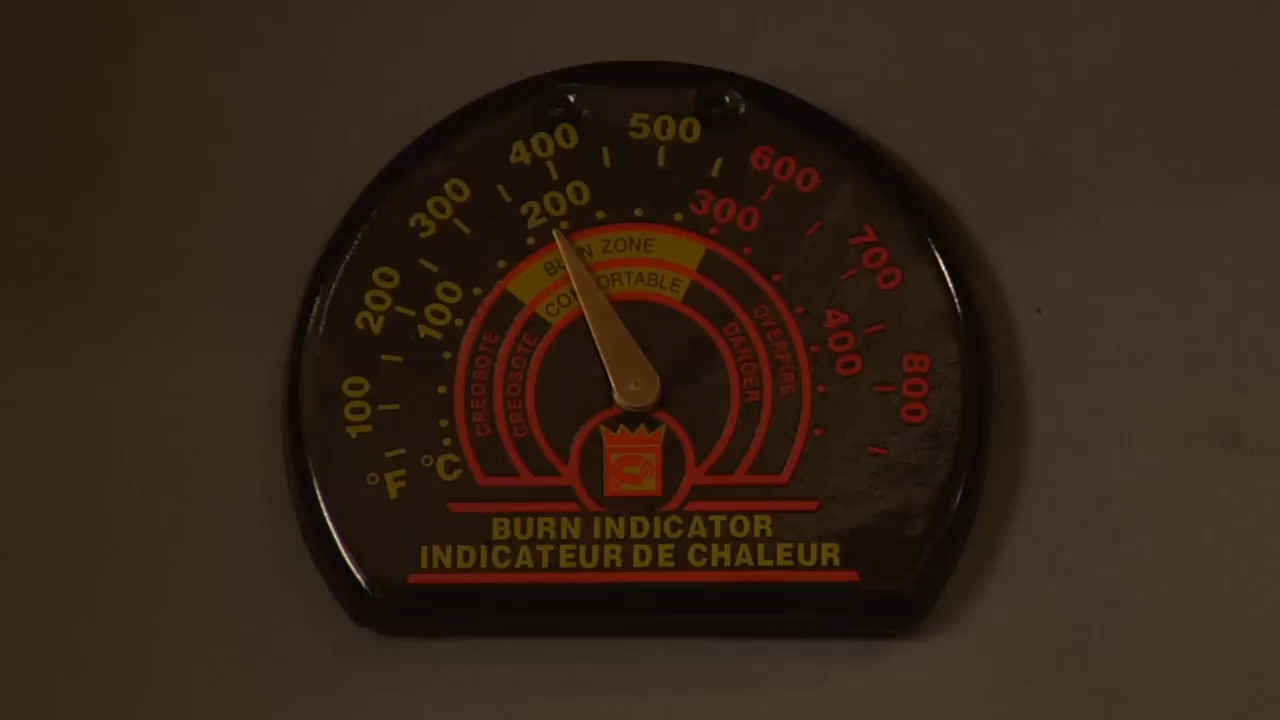 100 200 300 400 500 600 700 800
°F
100 200 300 400
°C
CREOSOTE BURN ZONE OVERFIRE
CREOSOTE COMFORTABLE DANGER
BURN INDICATOR
INDICATEUR DE CHALEUR